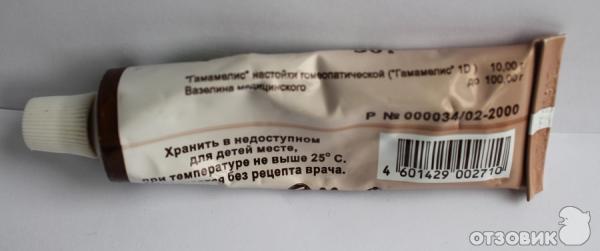 "Гамамелис" настойки гомеопатической ("Гамамелис" 1D) 10,00 г
Вазелина медицинского до 100,00 г
Р № 000034/02-2000
Хранить в недоступном
для детей месте,
при температуре не выше 25° С.
без рецепта врача.
4 601429 002710
ОТЗОВИК